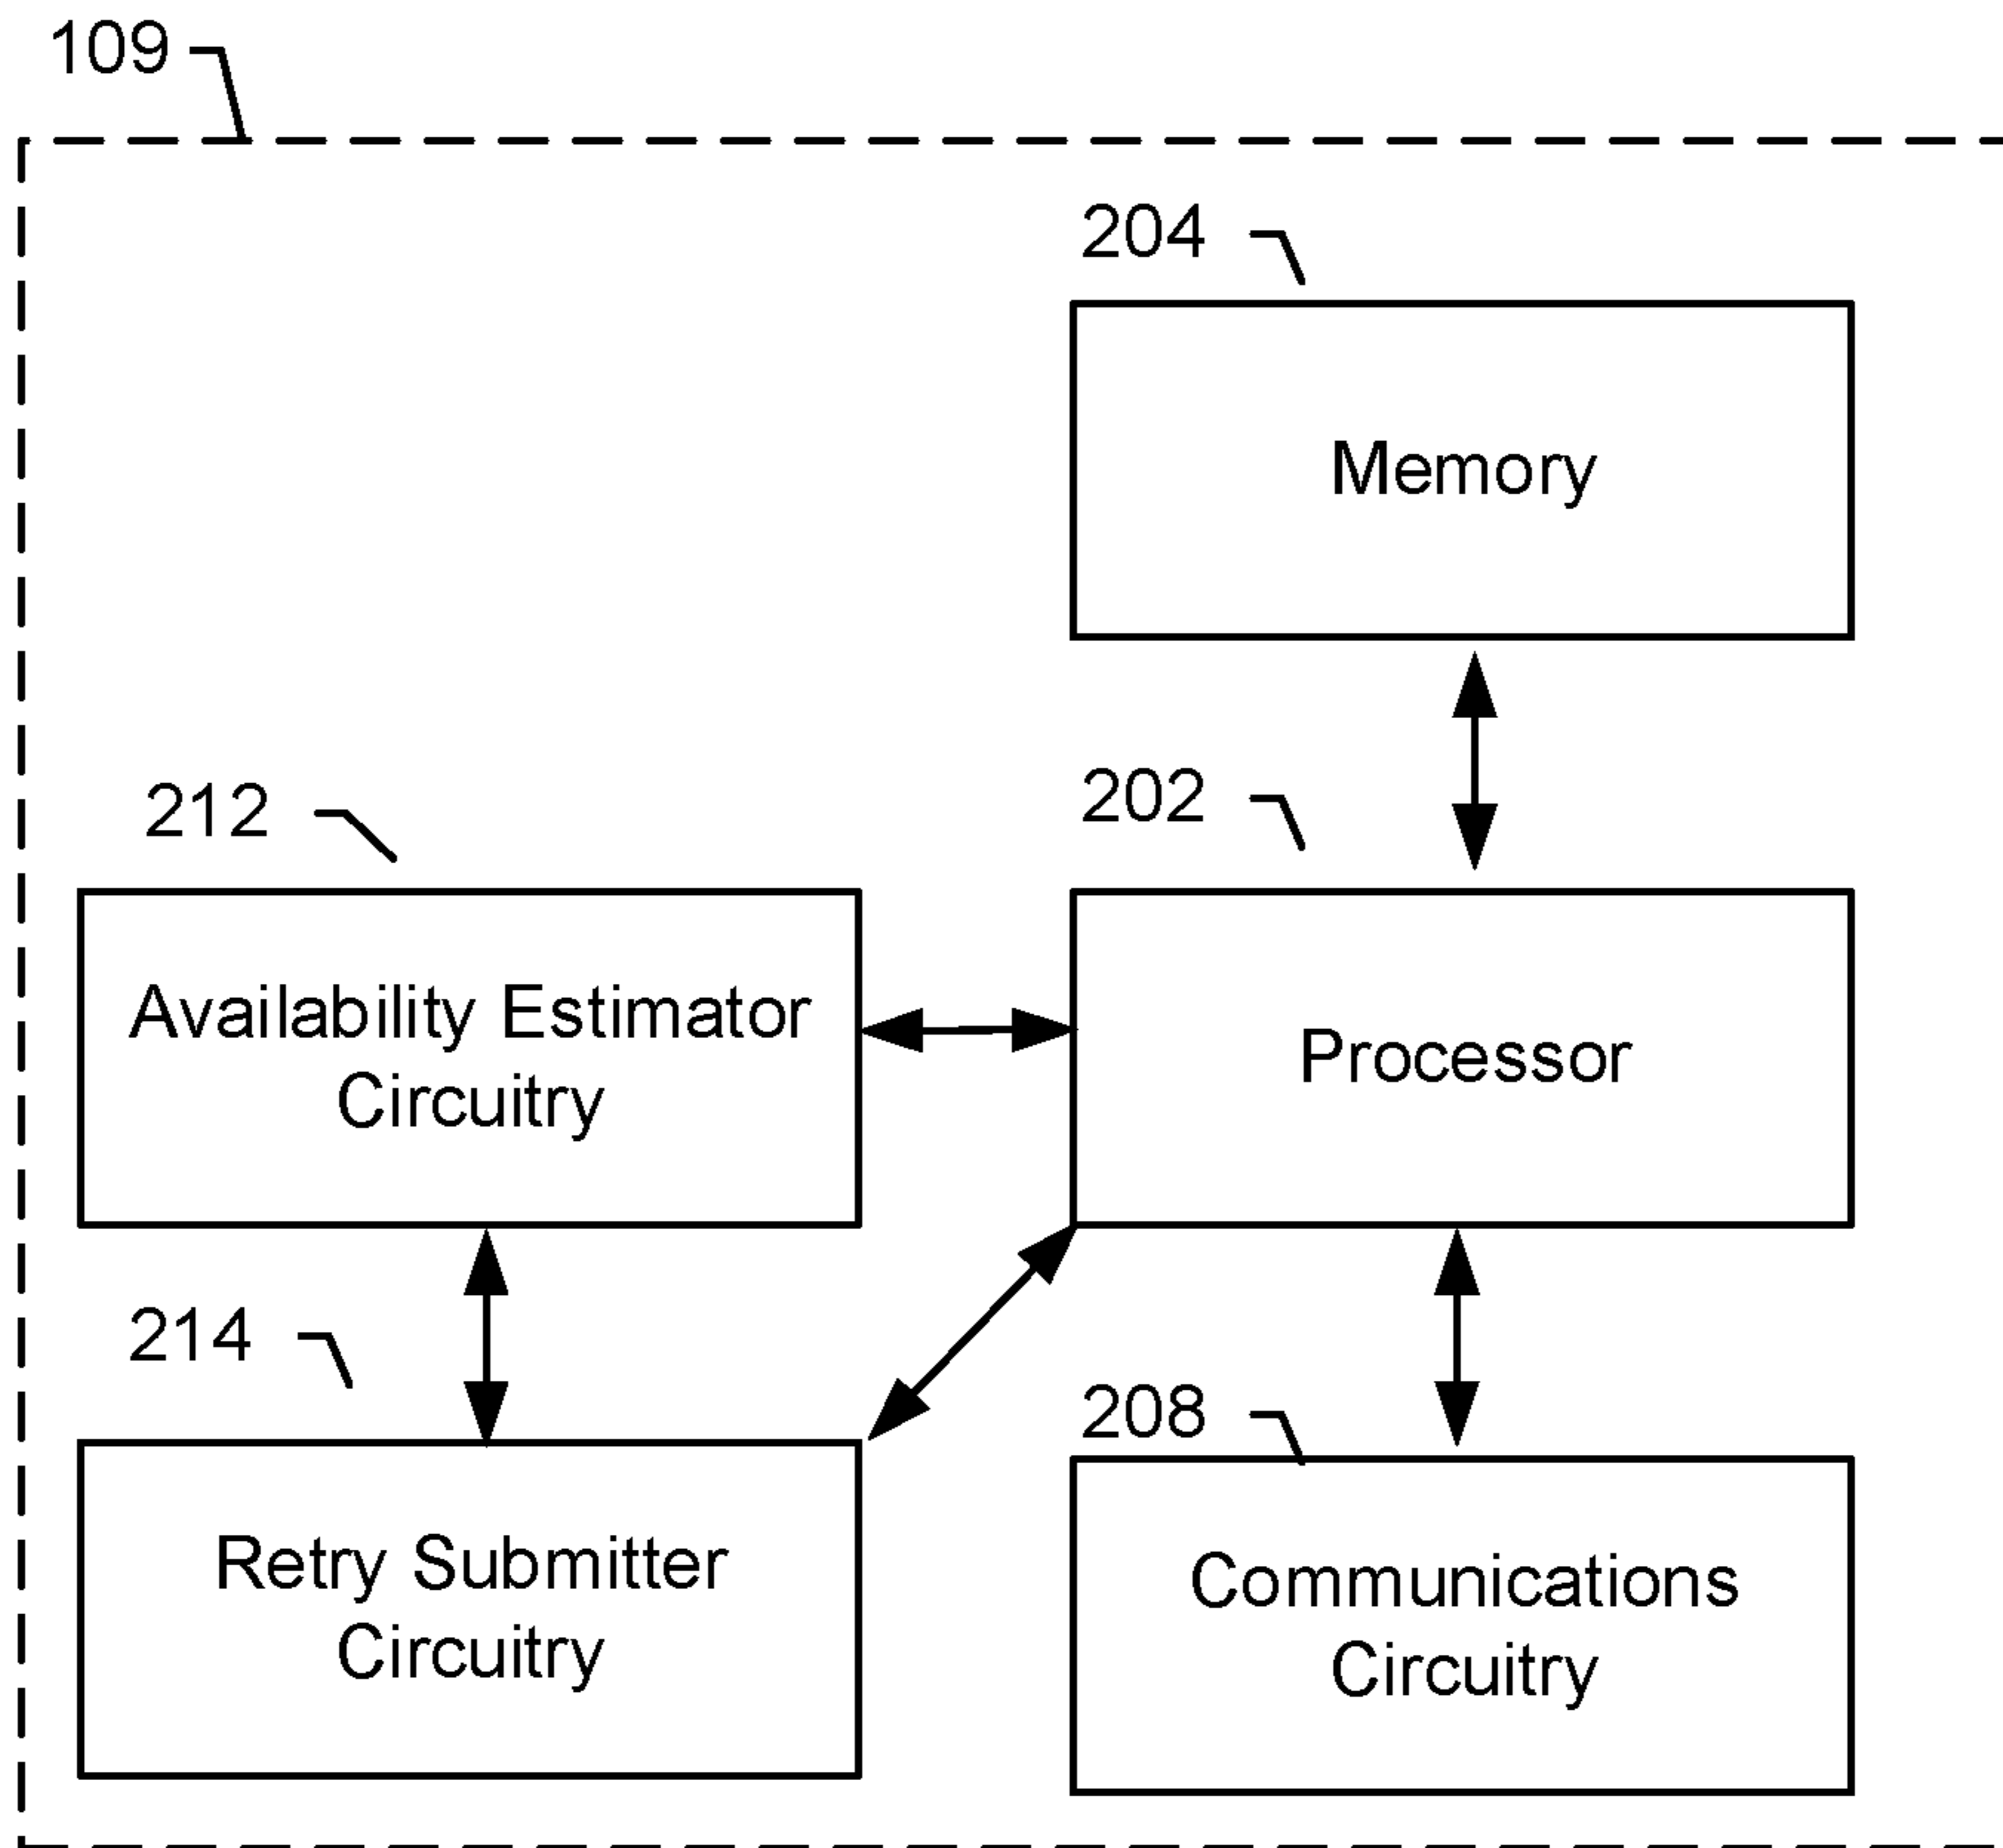 109
204
Memory
212
202
Availability Estimator
Circuitry
Processor
214
208
Retry Submitter
Circuitry
Communications
Circuitry